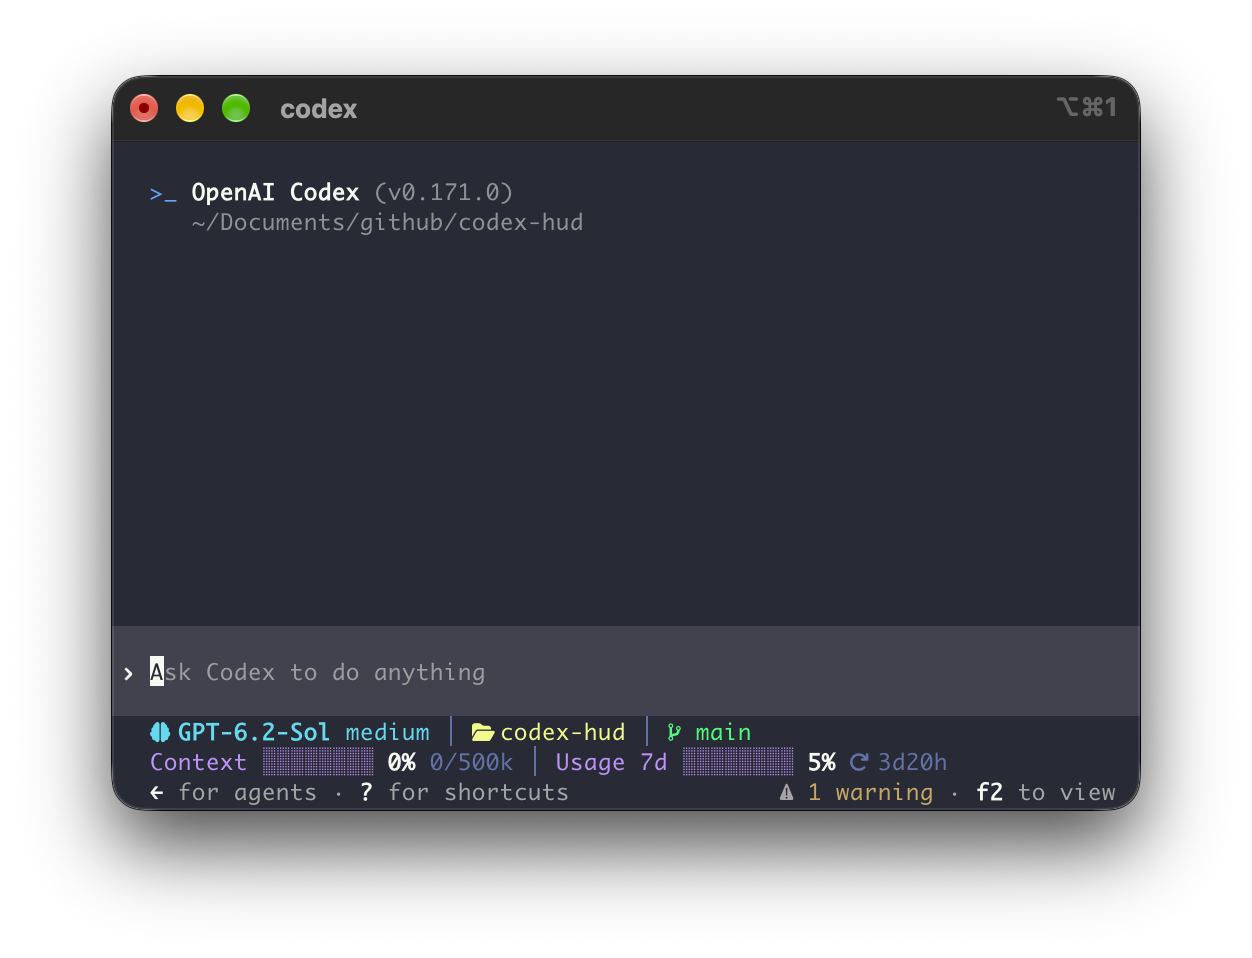 codex ⌥⌘1
>_ OpenAI Codex (v0.171.0)
~/Documents/github/codex-hud
› Ask Codex to do anything
GPT-6.2-Sol medium │ codex-hud │ main
Context 0% 0/500k │ Usage 7d 5% 3d20h
← for agents · ? for shortcuts ⚠ 1 warning · f2 to view